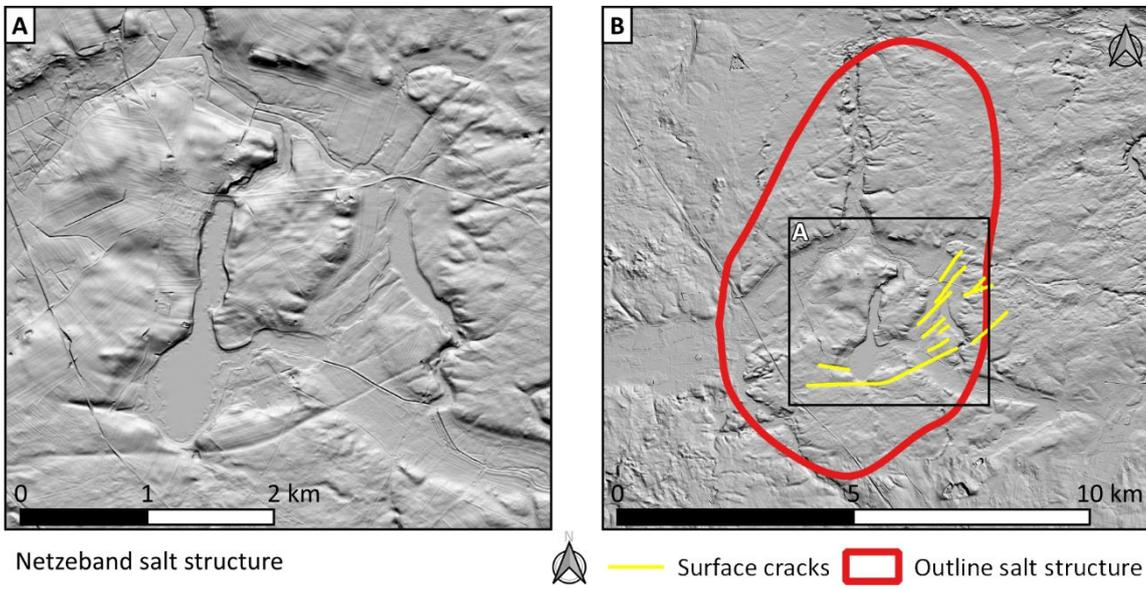 A
B
A
0 1 2 km
0 5 10 km
Netzeband salt structure
N
Surface cracks
Outline salt structure